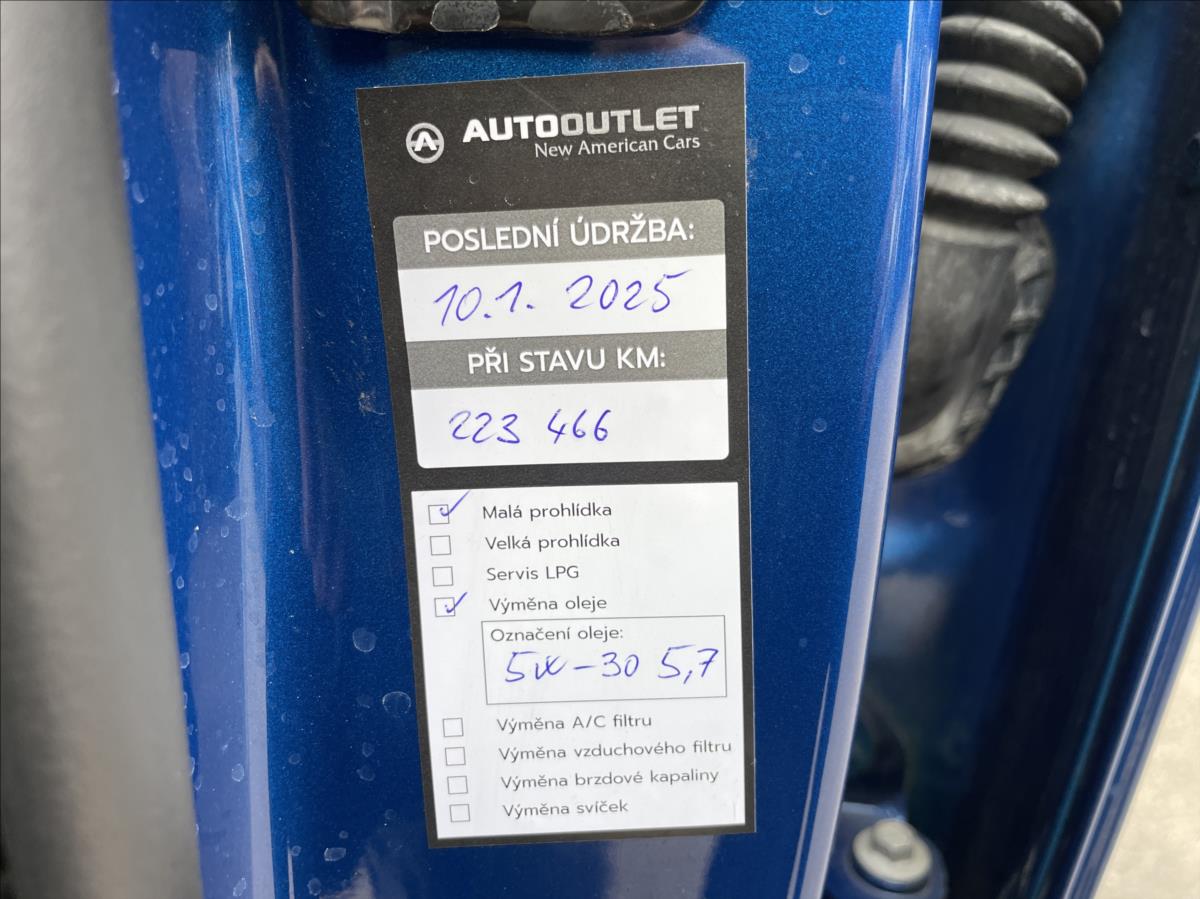 AUTOOUTLET
New American Cars
POSLEDNÍ ÚDRŽBA:
10.1. 2025
PŘI STAVU KM:
223 466
Malá prohlídka
Velká prohlídka
Servis LPG
Výměna oleje
Označení oleje:
5W-30 5,7
Výměna A/C filtru
Výměna vzduchového filtru
Výměna brzdové kapaliny
Výměna svíček